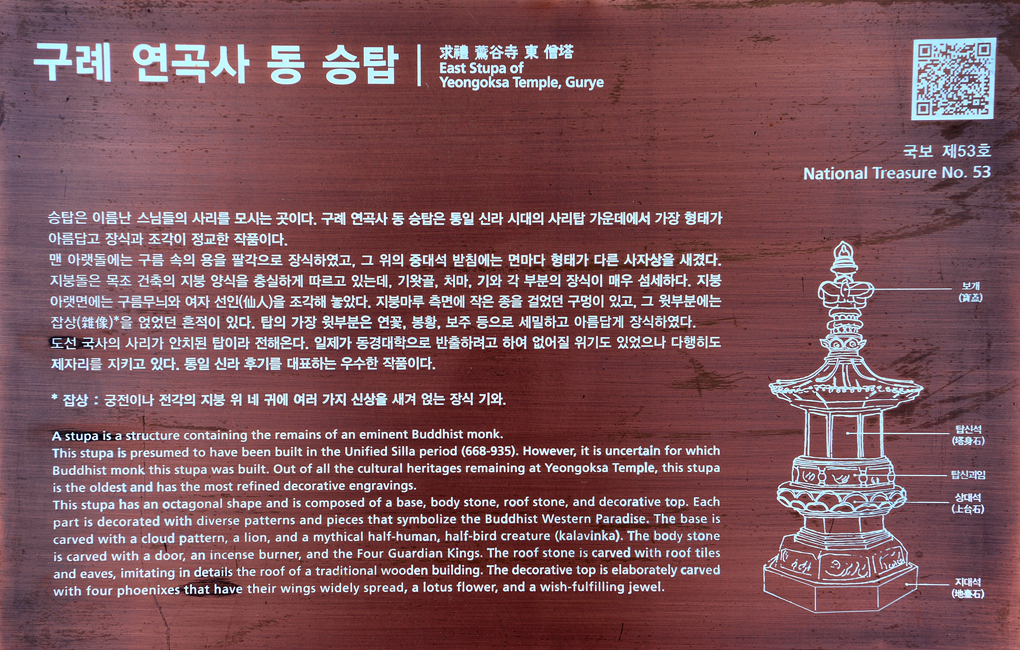 구례 연곡사 동 승탑
求禮 鷰谷寺 東 僧塔
East Stupa of
Yeongoksa Temple, Gurye
국보 제53호
National Treasure No. 53
승탑은 이름난 스님들의 사리를 모시는 곳이다. 구례 연곡사 동 승탑은 통일 신라 시대의 사리탑 가운데에서 가장 형태가
아름답고 장식과 조각이 정교한 작품이다.
맨 아랫돌에는 구름 속의 용을 팔각으로 장식하였고, 그 위의 중대석 받침에는 면마다 형태가 다른 사자상을 새겼다.
지붕돌은 목조 건축의 지붕 양식을 충실하게 따르고 있는데, 기왓골, 처마, 기와 각 부분의 장식이 매우 섬세하다. 지붕
아랫면에는 구름무늬와 여자 선인(仙人)을 조각해 놓았다. 지붕마루 측면에 작은 종을 걸었던 구멍이 있고, 그 윗부분에는
잡상(雜像)*을 얹었던 흔적이 있다. 탑의 가장 윗부분은 연꽃, 봉황, 보주 등으로 세밀하고 아름답게 장식하였다.
도선 국사의 사리가 안치된 탑이라 전해온다. 일제가 동경대학으로 반출하려고 하여 없어질 위기도 있었으나 다행히도
제자리를 지키고 있다. 통일 신라 후기를 대표하는 우수한 작품이다.
* 잡상 : 궁전이나 전각의 지붕 위 네 귀에 여러 가지 신상을 새겨 얹는 장식 기와.
A stupa is a structure containing the remains of an eminent Buddhist monk.
This stupa is presumed to have been built in the Unified Silla period (668-935). However, it is uncertain for which
Buddhist monk this stupa was built. Out of all the cultural heritages remaining at Yeongoksa Temple, this stupa
is the oldest and has the most refined decorative engravings.
This stupa has an octagonal shape and is composed of a base, body stone, roof stone, and decorative top. Each
part is decorated with diverse patterns and pieces that symbolize the Buddhist Western Paradise. The base is
carved with a cloud pattern, a lion, and a mythical half-human, half-bird creature (kalavinka). The body stone
is carved with a door, an incense burner, and the Four Guardian Kings. The roof stone is carved with roof tiles
and eaves, imitating in details the roof of a traditional wooden building. The decorative top is elaborately carved
with four phoenixes that have their wings widely spread, a lotus flower, and a wish-fulfilling jewel.
보개
(寶蓋)
탑신석
(塔身石)
탑신괴임
상대석
(上台石)
지대석
(地臺石)